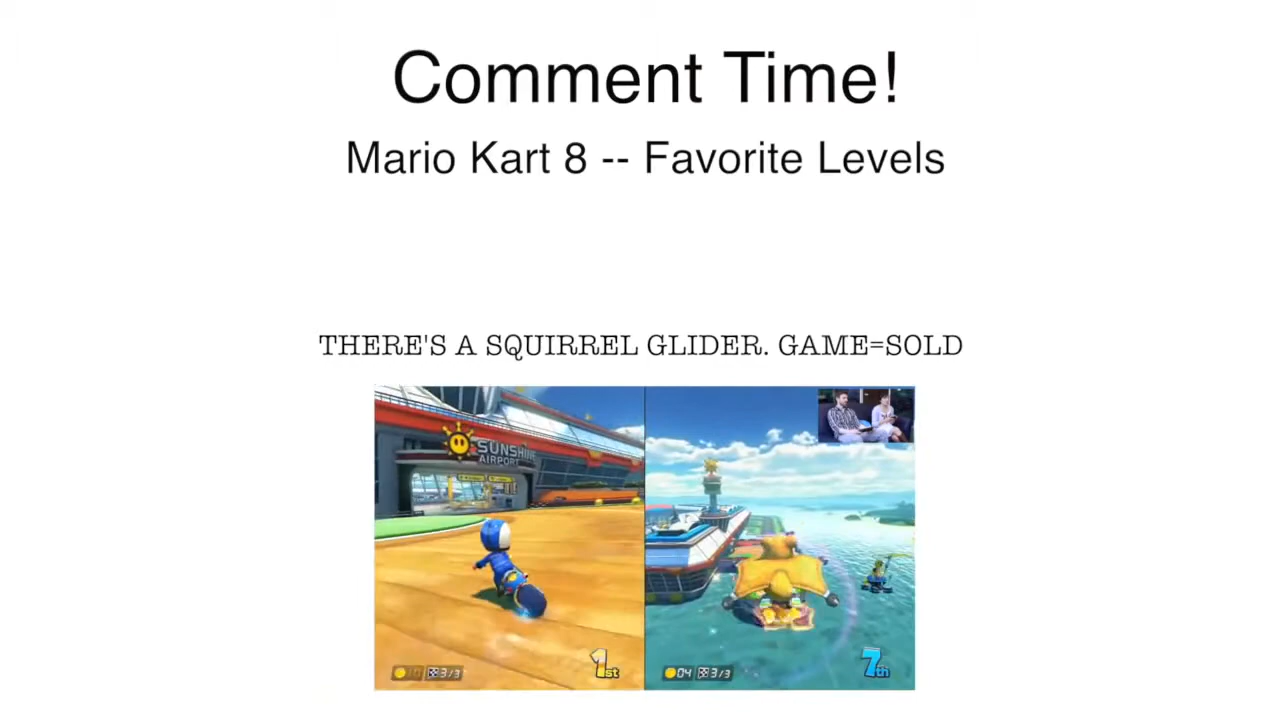 Comment Time!
Mario Kart 8 -- Favorite Levels
THERE'S A SQUIRREL GLIDER. GAME=SOLD
SUNSHINE
AIRPORT
10 3/3
1st
04 3/3
7th